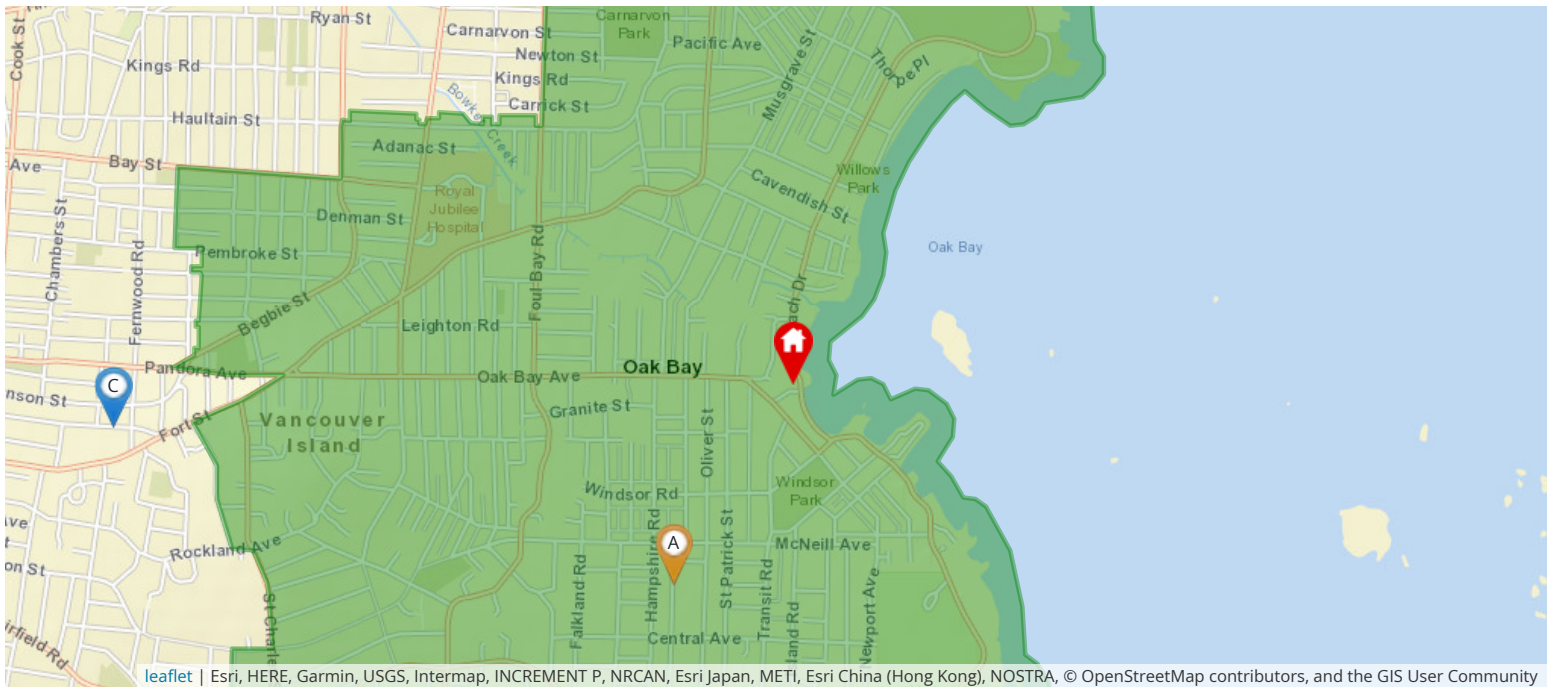 Ryan St
Carnarvon St
Newton St
Kings Rd
Carrick St
Carnarvon
Park
Pacific Ave
Musgrave St
Thorpe Pl
Cook St
Kings Rd
Haultain St
Bowker Creek
Adanac St
Ave
Bay St
Royal
Jubilee
Hospital
Willows
Park
Cavendish St
Denman St
Chambers St
Fernwood Rd
Pembroke St
Foul Bay Rd
Oak Bay
ach Dr
Begbie St
Leighton Rd
Pandora Ave
Oak Bay Ave
Oak Bay
C
nson St
Fort St
Vancouver
Island
Granite St
Oliver St
Windsor Rd
Windsor
Park
Rockland Ave
Hampshire Rd
A
St Patrick St
McNeill Ave
Falkland Rd
Transit Rd
land Rd
Newport Ave
Central Ave
ve
on St
St Charle
irfield Rd
leaflet | Esri, HERE, Garmin, USGS, Intermap, INCREMENT P, NRCAN, Esri Japan, METI, Esri China (Hong Kong), NOSTRA, © OpenStreetMap contributors, and the GIS User Community